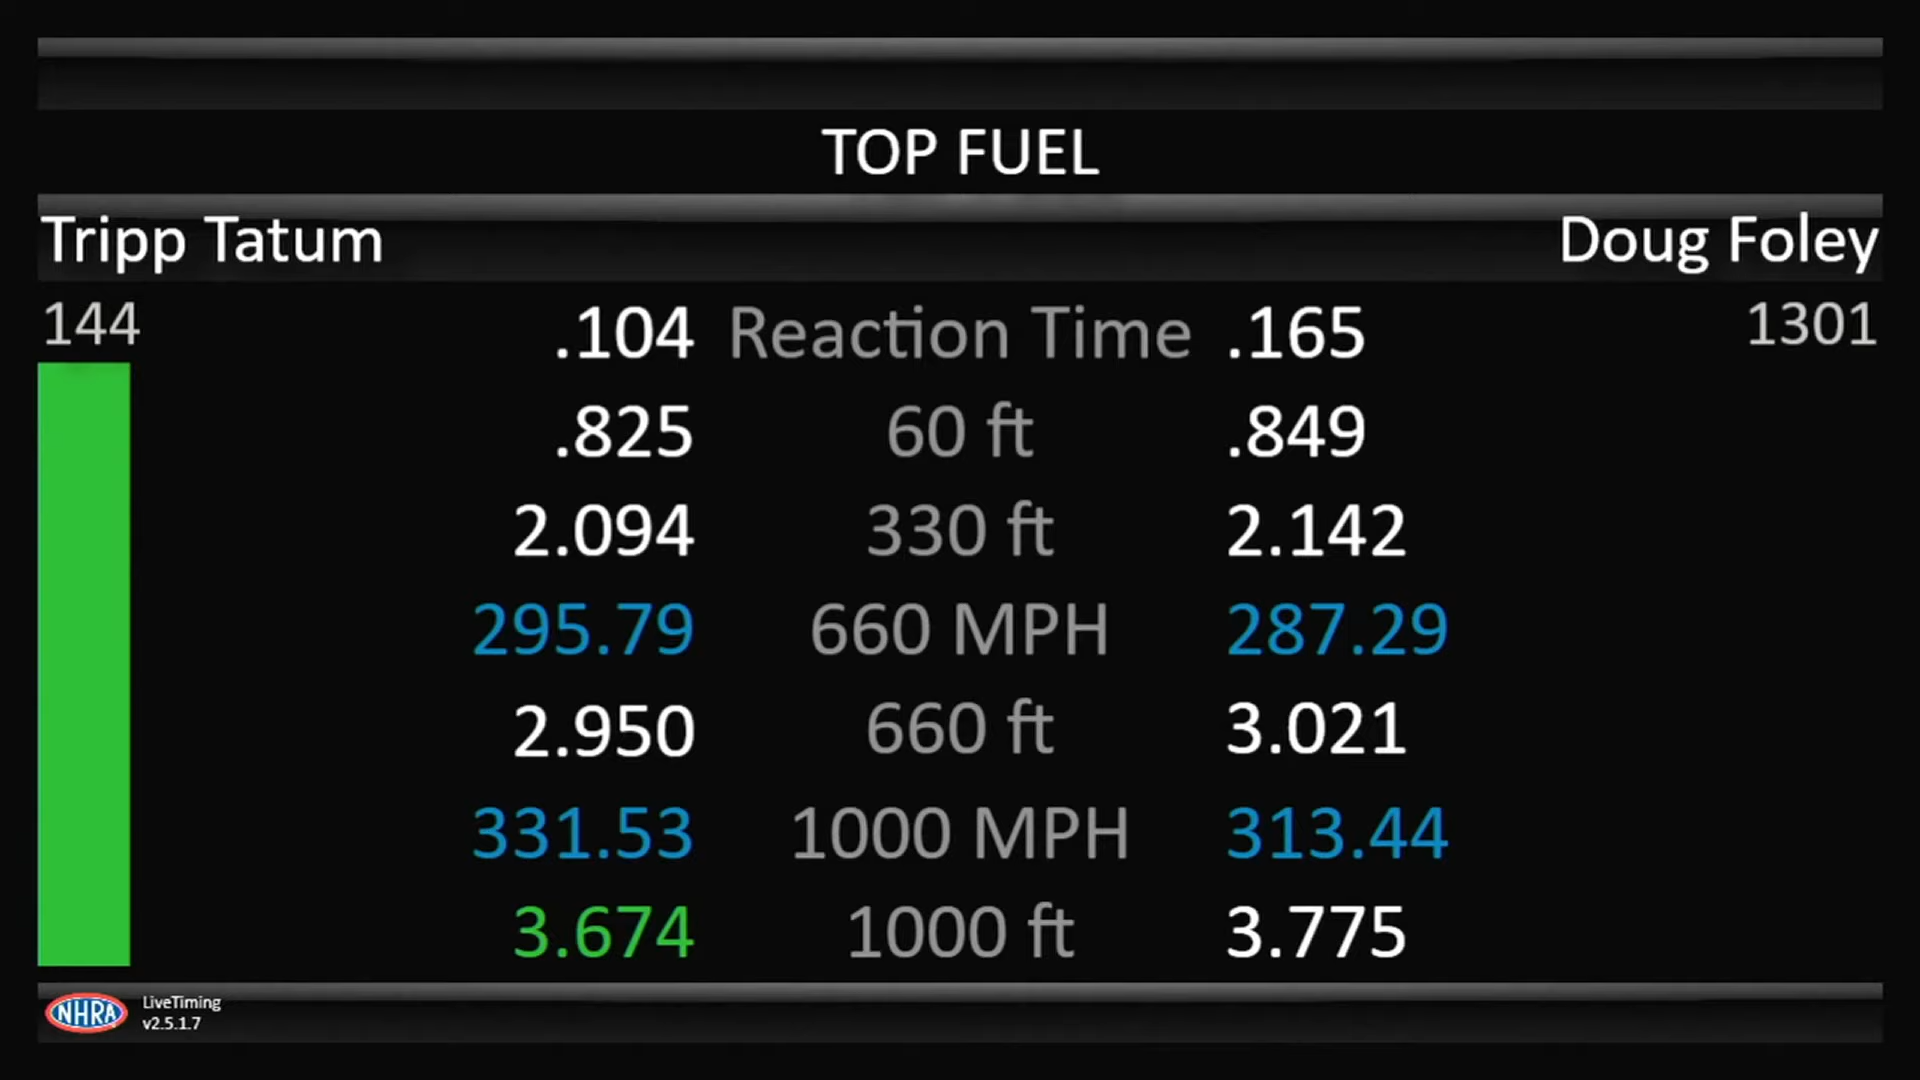 TOP FUEL
Tripp Tatum Doug Foley
144 .104 Reaction Time .165 1301
.825 60 ft .849
2.094 330 ft 2.142
295.79 660 MPH 287.29
2.950 660 ft 3.021
331.53 1000 MPH 313.44
3.674 1000 ft 3.775
NHRA LiveTiming
v2.5.1.7